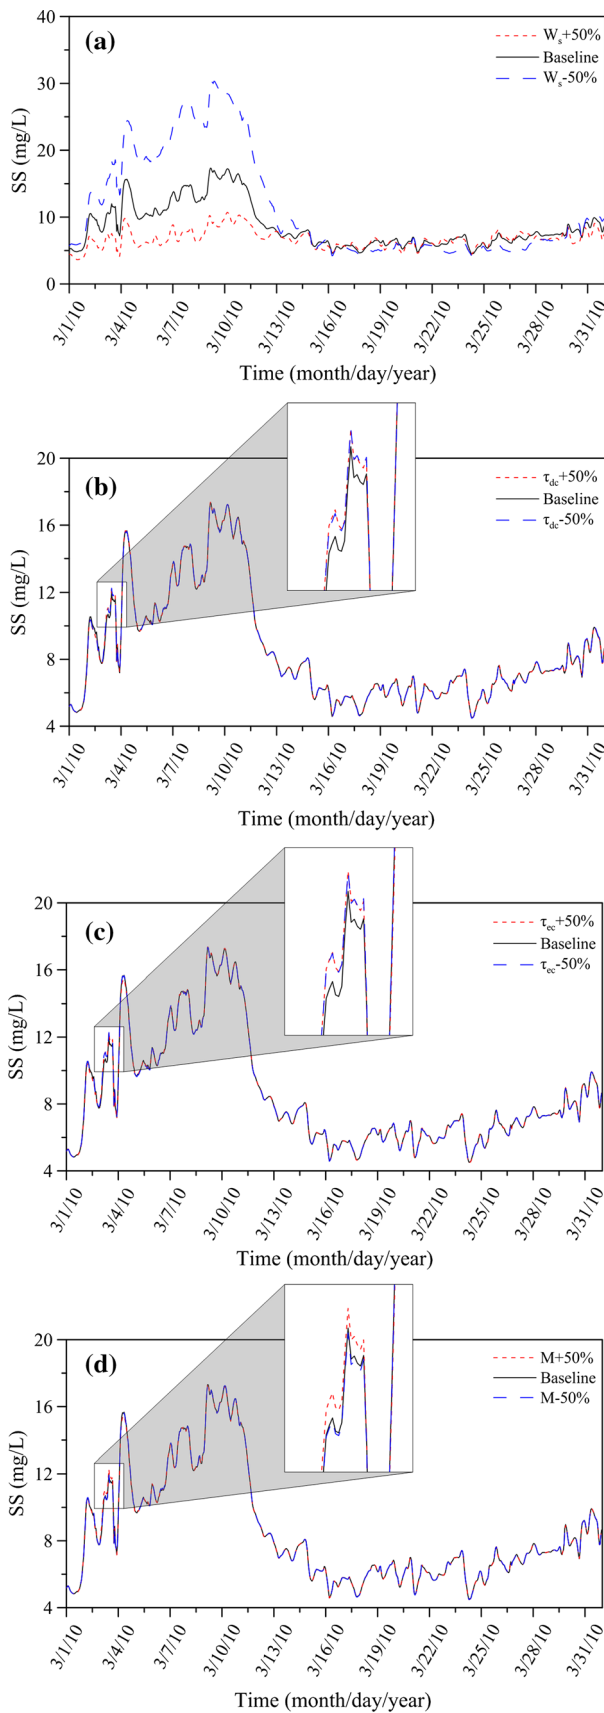 (a)
W_s+50%
Baseline
W_s-50%
SS (mg/L)
40
30
20
10
0
3/1/10 3/4/10 3/7/10 3/10/10 3/13/10 3/16/10 3/19/10 3/22/10 3/25/10 3/28/10 3/31/10
Time (month/day/year)
(b)
τ_dc+50%
Baseline
τ_dc-50%
SS (mg/L)
20
16
12
8
4
3/1/10 3/4/10 3/7/10 3/10/10 3/13/10 3/16/10 3/19/10 3/22/10 3/25/10 3/28/10 3/31/10
Time (month/day/year)
(c)
τ_ec+50%
Baseline
τ_ec-50%
SS (mg/L)
20
16
12
8
4
3/1/10 3/4/10 3/7/10 3/10/10 3/13/10 3/16/10 3/19/10 3/22/10 3/25/10 3/28/10 3/31/10
Time (month/day/year)
(d)
M+50%
Baseline
M-50%
SS (mg/L)
20
16
12
8
4
3/1/10 3/4/10 3/7/10 3/10/10 3/13/10 3/16/10 3/19/10 3/22/10 3/25/10 3/28/10 3/31/10
Time (month/day/year)